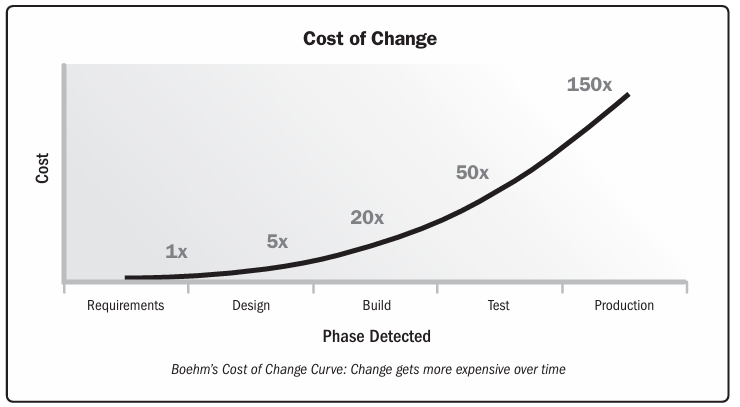 Cost of Change
150x
50x
20x
5x
1x
Cost
Requirements Design Build Test Production
Phase Detected
Boehm's Cost of Change Curve: Change gets more expensive over time